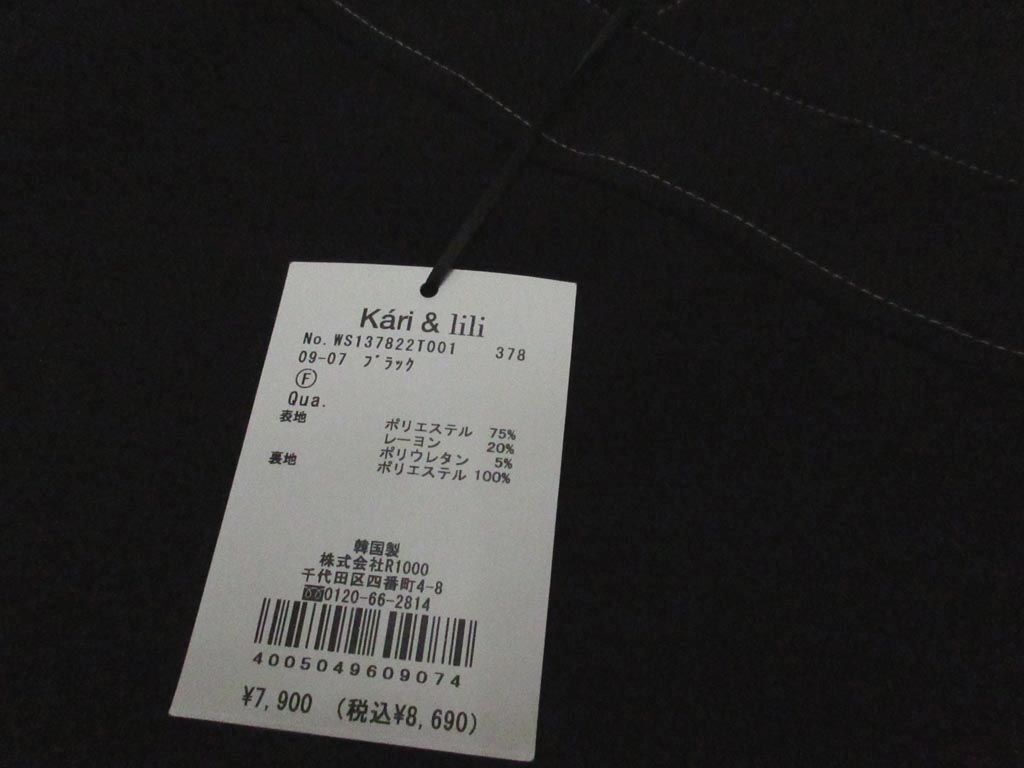 Kári & lili
No. WS137822T001 378
09-07 ブラック
Ⓕ
Qua.
表地 ポリエステル 75%
レーヨン 20%
ポリウレタン 5%
裏地 ポリエステル 100%
韓国製
株式会社R1000
千代田区四番町4-8
0120-66-2814
4005049609074
¥7,900 (税込¥8,690)